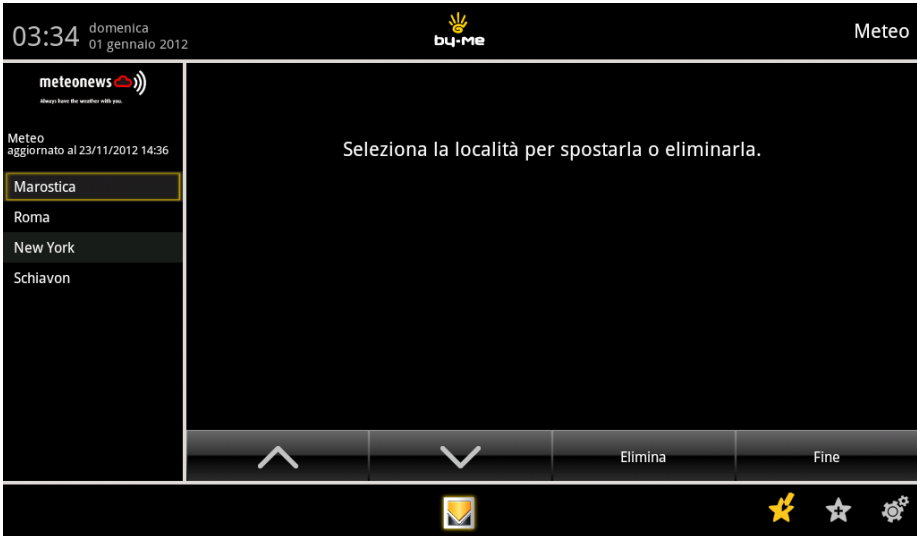 03:34 domenica
01 gennaio 2012
by-me
Meteo
meteonews
Always have the weather with you.
Meteo
aggiornato al 23/11/2012 14:36
Marostica
Roma
New York
Schiavon
Seleziona la località per spostarla o eliminarla.
Elimina
Fine